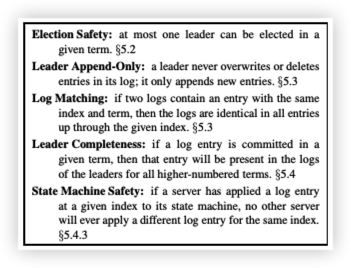 Election Safety: at most one leader can be elected in a
given term. §5.2
Leader Append-Only: a leader never overwrites or deletes
entries in its log; it only appends new entries. §5.3
Log Matching: if two logs contain an entry with the same
index and term, then the logs are identical in all entries
up through the given index. §5.3
Leader Completeness: if a log entry is committed in a
given term, then that entry will be present in the logs
of the leaders for all higher-numbered terms. §5.4
State Machine Safety: if a server has applied a log entry
at a given index to its state machine, no other server
will ever apply a different log entry for the same index.
§5.4.3